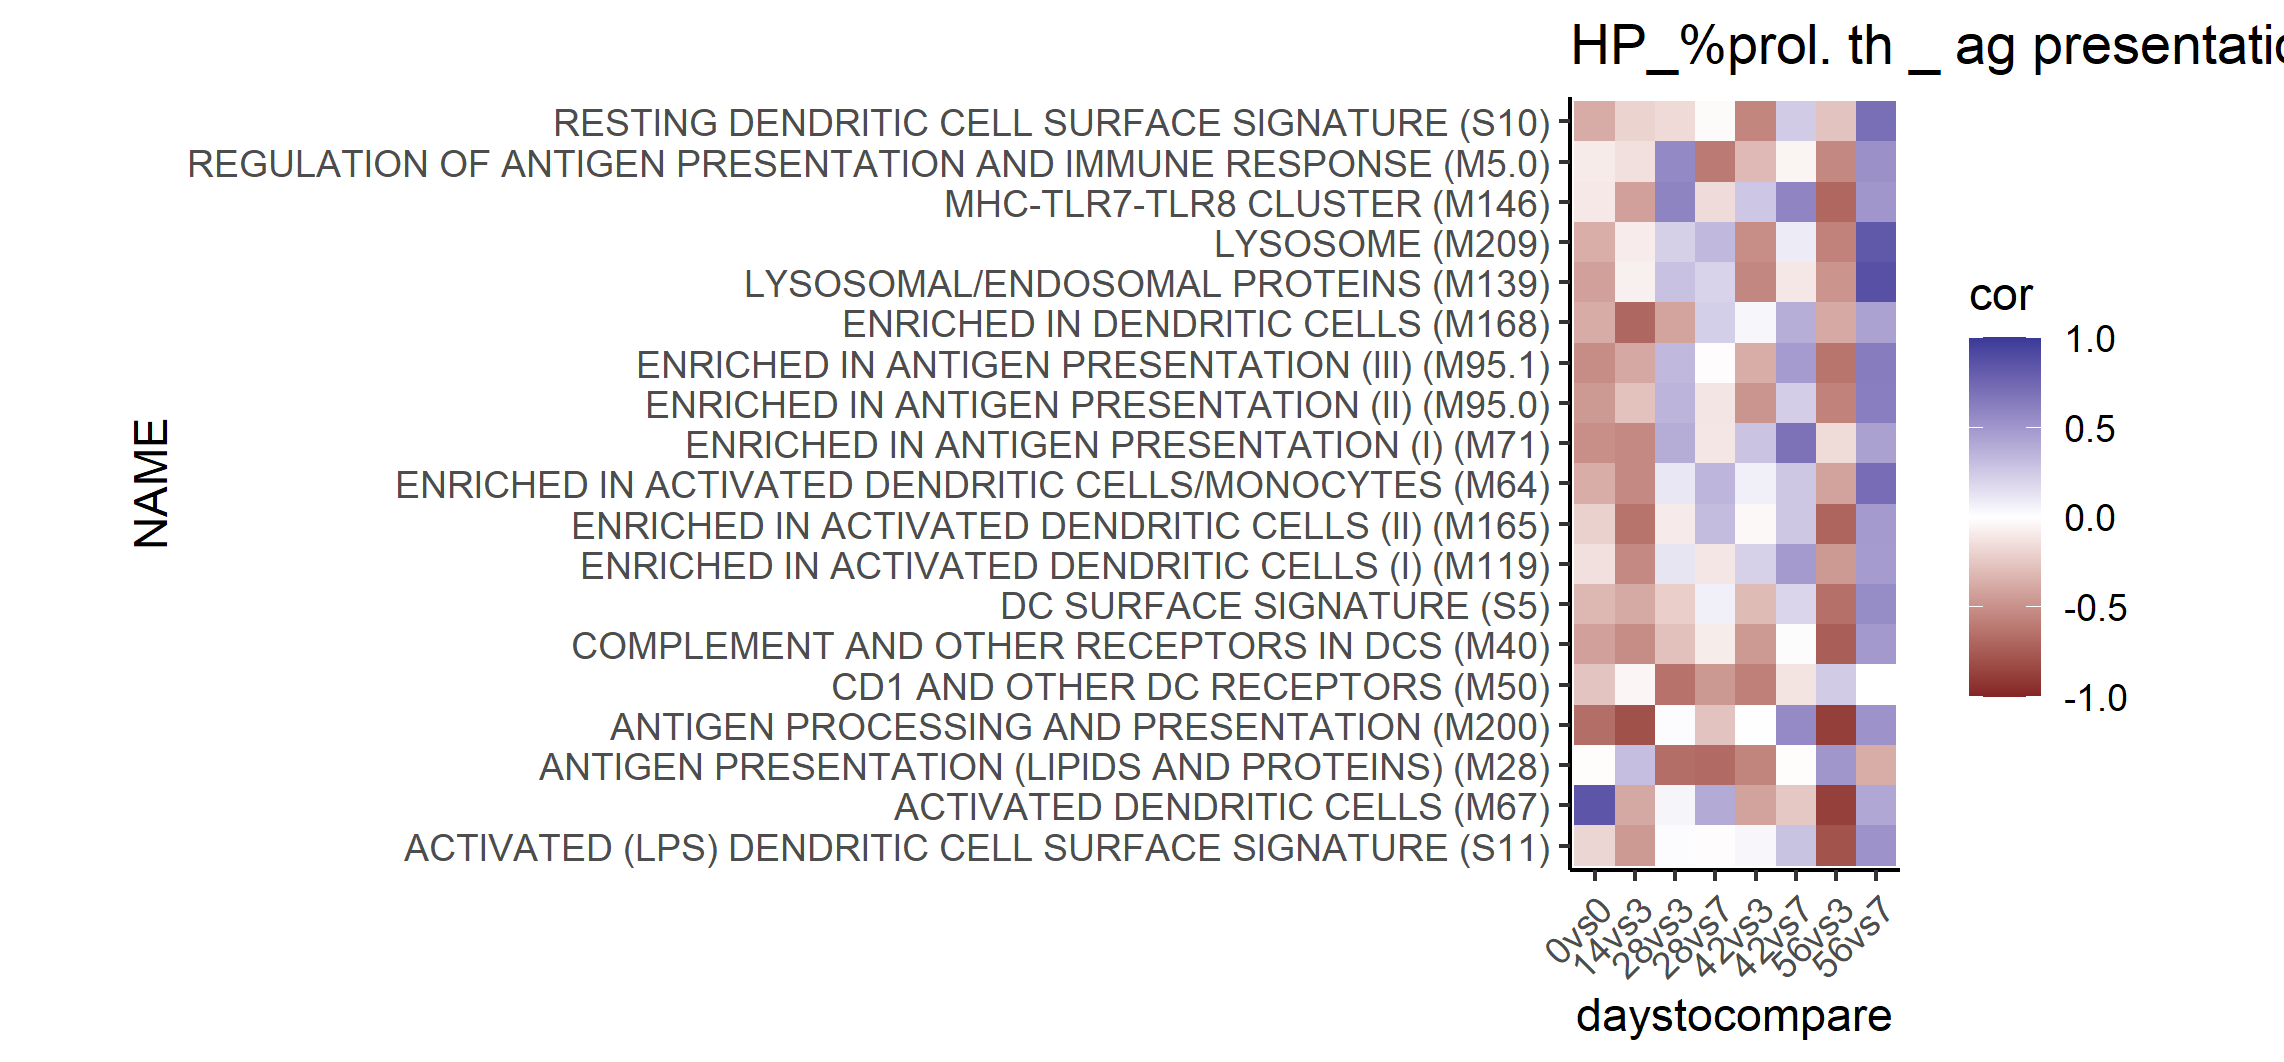 HP_%prol. th _ ag presentatio
RESTING DENDRITIC CELL SURFACE SIGNATURE (S10)
REGULATION OF ANTIGEN PRESENTATION AND IMMUNE RESPONSE (M5.0)
MHC-TLR7-TLR8 CLUSTER (M146)
LYSOSOME (M209)
LYSOSOMAL/ENDOSOMAL PROTEINS (M139)
ENRICHED IN DENDRITIC CELLS (M168)
ENRICHED IN ANTIGEN PRESENTATION (III) (M95.1)
ENRICHED IN ANTIGEN PRESENTATION (II) (M95.0)
ENRICHED IN ANTIGEN PRESENTATION (I) (M71)
ENRICHED IN ACTIVATED DENDRITIC CELLS/MONOCYTES (M64)
ENRICHED IN ACTIVATED DENDRITIC CELLS (II) (M165)
ENRICHED IN ACTIVATED DENDRITIC CELLS (I) (M119)
DC SURFACE SIGNATURE (S5)
COMPLEMENT AND OTHER RECEPTORS IN DCS (M40)
CD1 AND OTHER DC RECEPTORS (M50)
ANTIGEN PROCESSING AND PRESENTATION (M200)
ANTIGEN PRESENTATION (LIPIDS AND PROTEINS) (M28)
ACTIVATED DENDRITIC CELLS (M67)
ACTIVATED (LPS) DENDRITIC CELL SURFACE SIGNATURE (S11)
NAME
0vs0
14vs3
28vs3
28vs7
42vs3
42vs7
56vs3
56vs7
daystocompare
cor
1.0
0.5
0.0
-0.5
-1.0